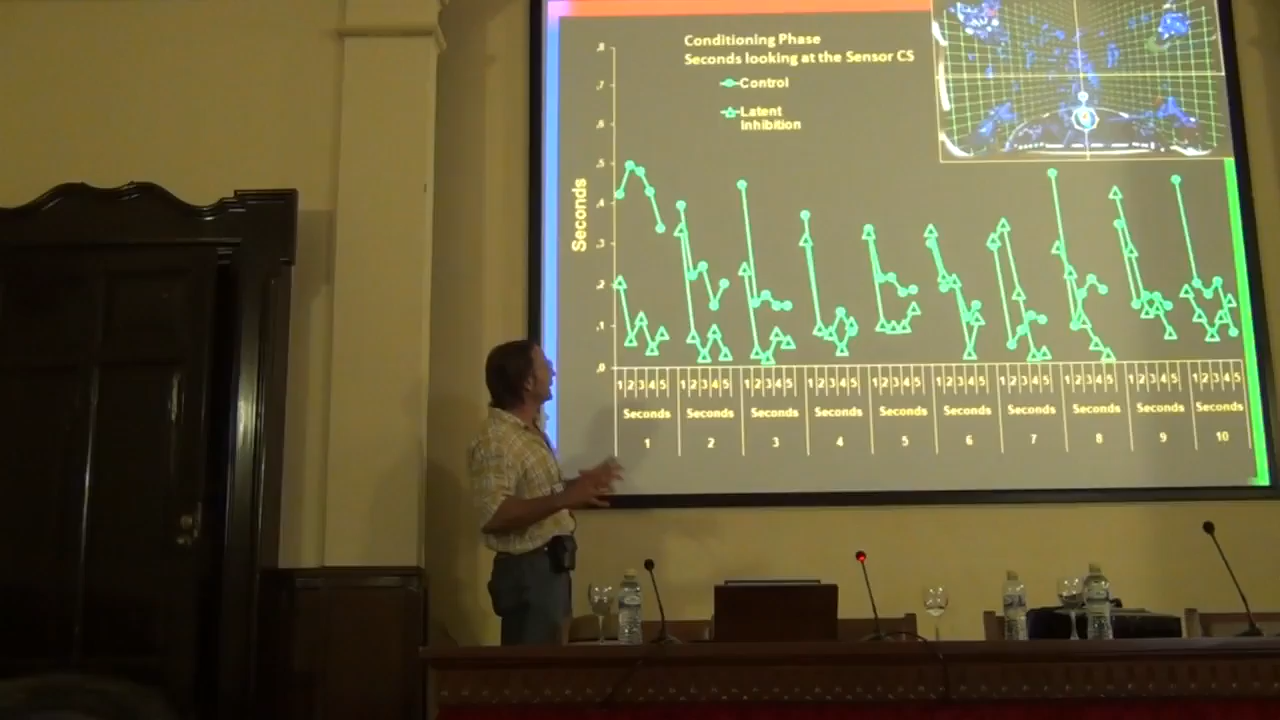 Conditioning Phase
Seconds looking at the Sensor CS
Control
Latent
Inhibition
Seconds
,8
,7
,6
,5
,4
,3
,2
,1
,0
1 2 3 4 5 1 2 3 4 5 1 2 3 4 5 1 2 3 4 5 1 2 3 4 5 1 2 3 4 5 1 2 3 4 5 1 2 3 4 5 1 2 3 4 5 1 2 3 4 5
Seconds Seconds Seconds Seconds Seconds Seconds Seconds Seconds Seconds Seconds
1 2 3 4 5 6 7 8 9 10